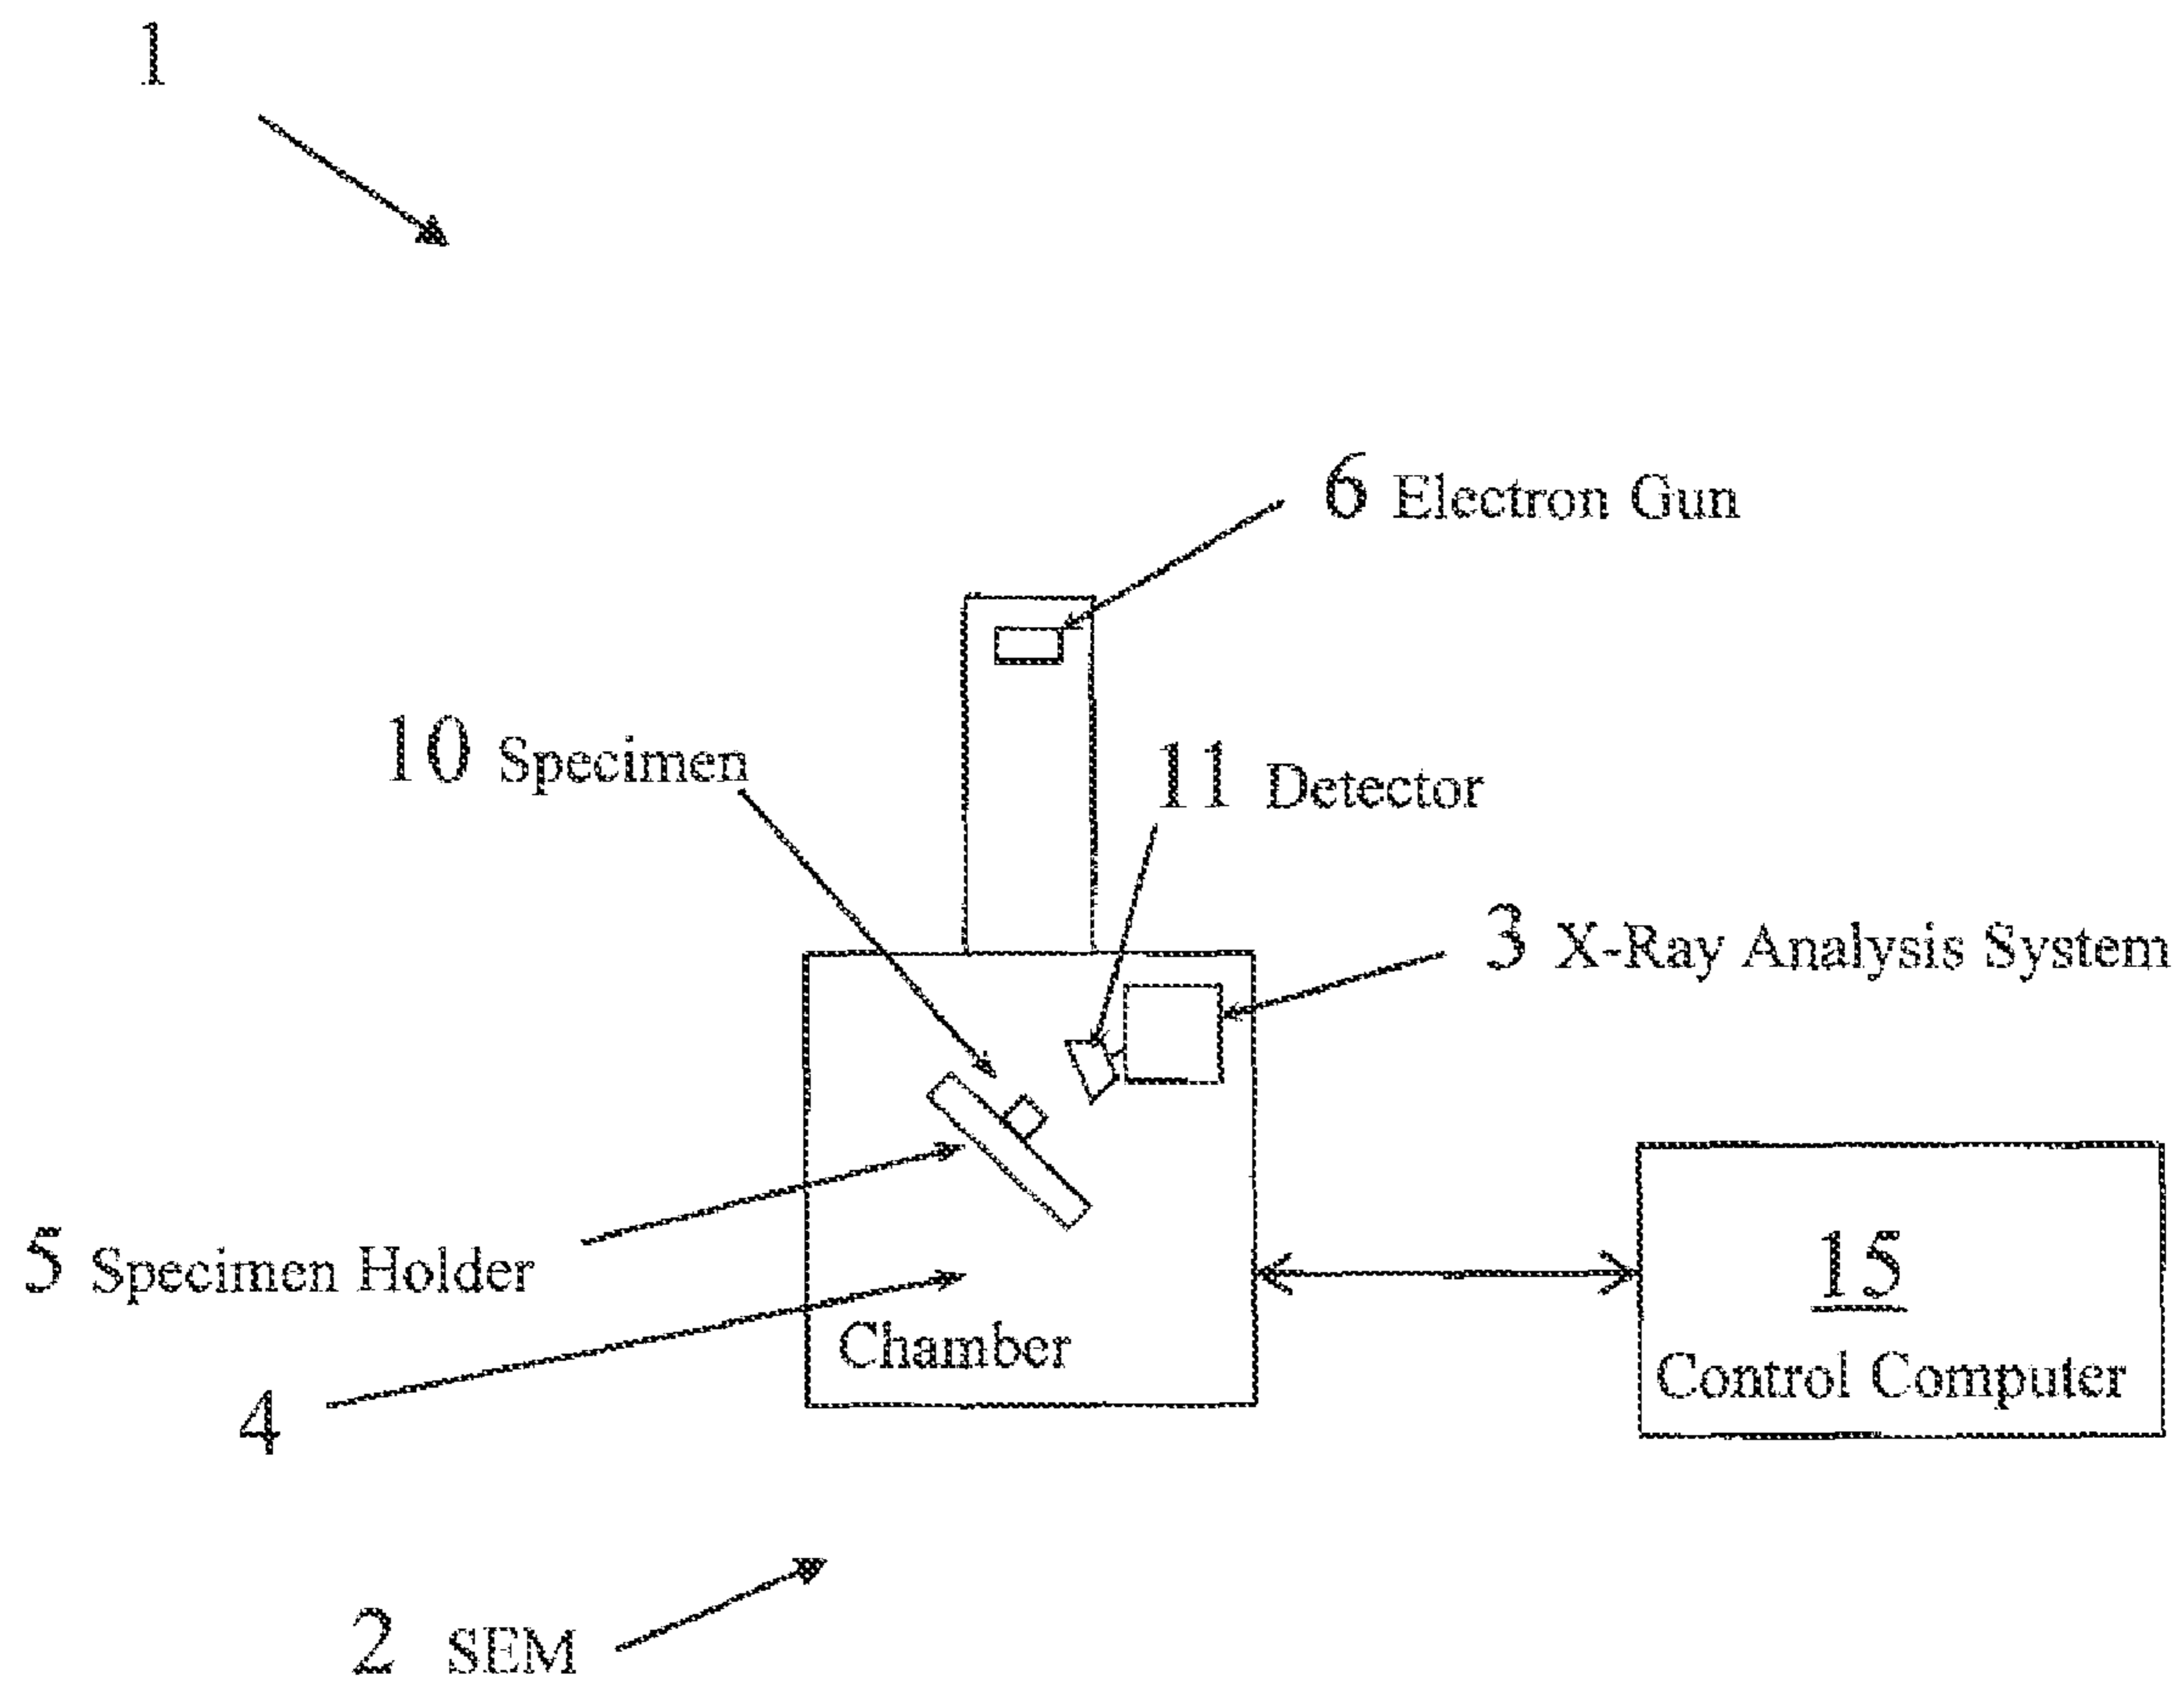 1
6 Electron Gun
10 Specimen
11 Detector
3 X-Ray Analysis System
5 Specimen Holder
15
Chamber
Control Computer
4
2 SEM